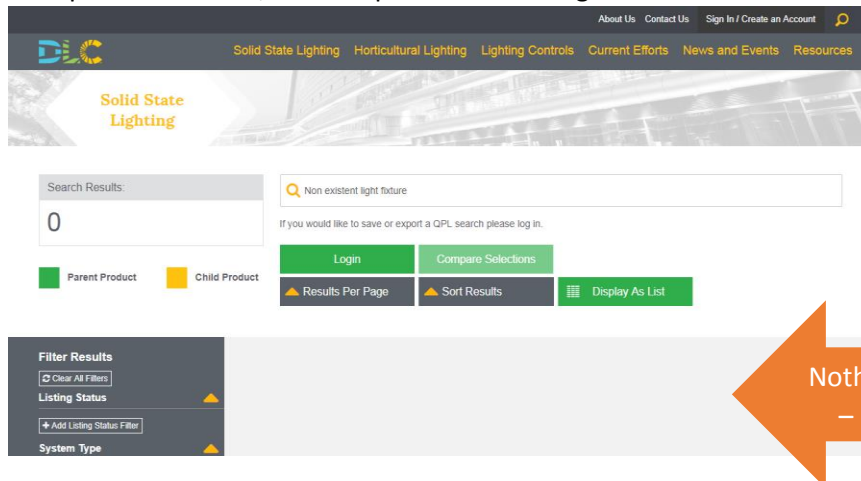 About Us Contact Us Sign In / Create an Account
DLC
Solid State Lighting Horticultural Lighting Lighting Controls Current Efforts News and Events Resources
Solid State
Lighting
Search Results:
0
Non existent light fixture
If you would like to save or export a QPL search please log in.
Parent Product Child Product
Login Compare Selections
Results Per Page Sort Results Display As List
Filter Results
Clear All Filters
Listing Status
+ Add Listing Status Filter
System Type
–